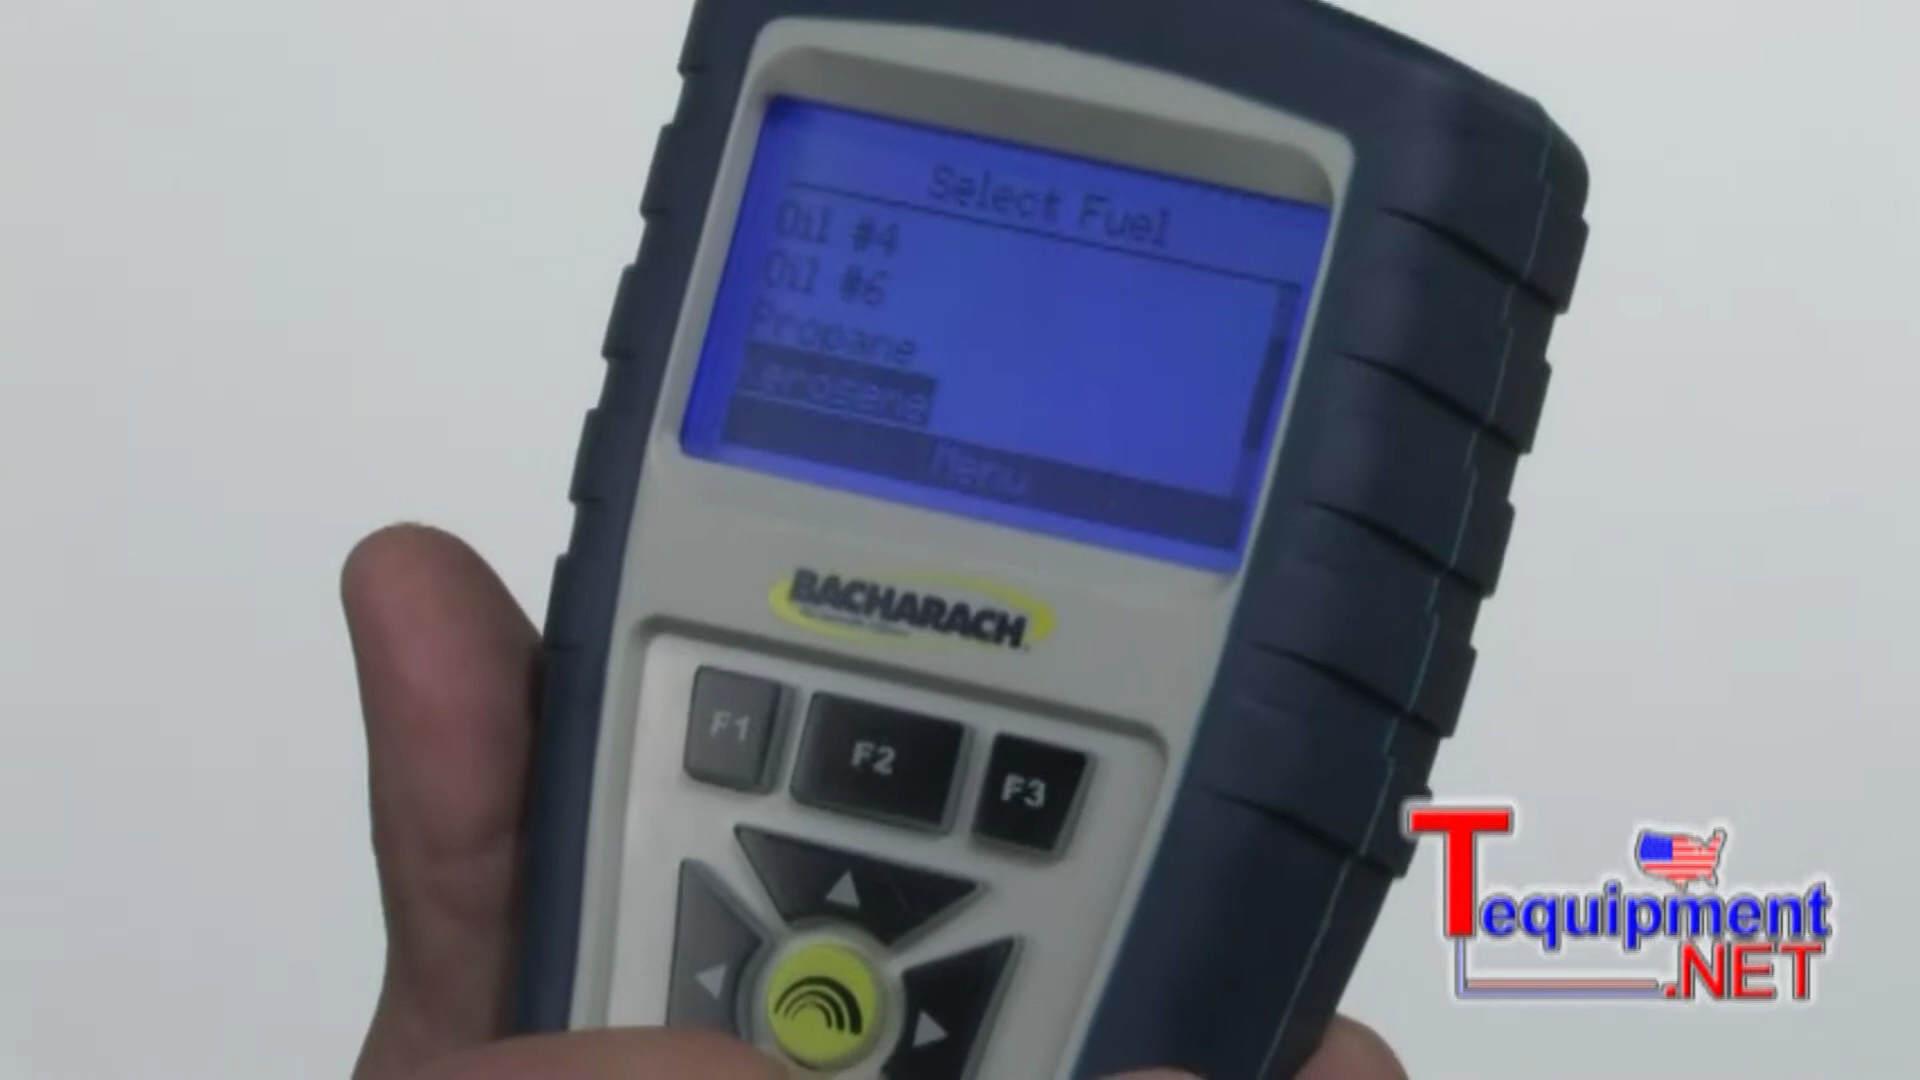 Select Fuel
Oil #4
Oil #6
Propane
Kerosene
Menu
BACHARACH
F1
F2
F3
Tequipment
.NET